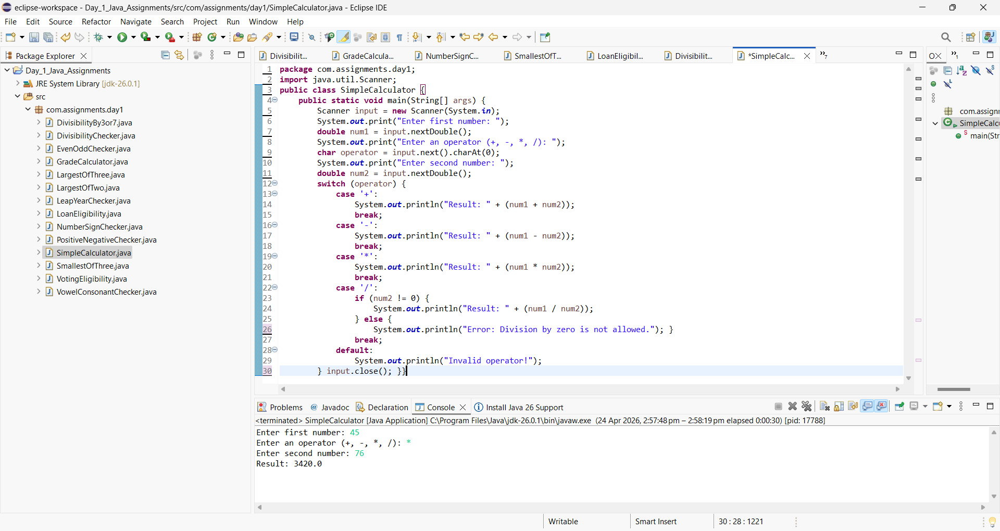 eclipse-workspace - Day_1_Java_Assignments/src/com/assignments/day1/SimpleCalculator.java - Eclipse IDE
File Edit Source Refactor Navigate Search Project Run Window Help
Package Explorer
Day_1_Java_Assignments
JRE System Library [jdk-26.0.1]
src
com.assignments.day1
DivisibilityBy3or7.java
DivisibilityChecker.java
EvenOddChecker.java
GradeCalculator.java
LargestOfThree.java
LargestOfTwo.java
LeapYearChecker.java
LoanEligibility.java
NumberSignChecker.java
PositiveNegativeChecker.java
SimpleCalculator.java
SmallestOfThree.java
VotingEligibility.java
VowelConsonantChecker.java
Divisibilit... GradeCalcula... NumberSignC... SmallestOfT... LoanEligibil... Divisibilit... *SimpleCalc... »7
1 package com.assignments.day1;
2 import java.util.Scanner;
3 public class SimpleCalculator {
4 public static void main(String[] args) {
5 Scanner input = new Scanner(System.in);
6 System.out.print("Enter first number: ");
7 double num1 = input.nextDouble();
8 System.out.print("Enter an operator (+, -, *, /): ");
9 char operator = input.next().charAt(0);
10 System.out.print("Enter second number: ");
11 double num2 = input.nextDouble();
12 switch (operator) {
13 case '+':
14 System.out.println("Result: " + (num1 + num2));
15 break;
16 case '-':
17 System.out.println("Result: " + (num1 - num2));
18 break;
19 case '*':
20 System.out.println("Result: " + (num1 * num2));
21 break;
22 case '/':
23 if (num2 != 0) {
24 System.out.println("Result: " + (num1 / num2));
25 } else {
26 System.out.println("Error: Division by zero is not allowed."); }
27 break;
28 default:
29 System.out.println("Invalid operator!");
30 } input.close(); }}
»1
com.assignn
SimpleCalcu
main(Str
Problems @ Javadoc Declaration Console Install Java 26 Support
<terminated> SimpleCalculator [Java Application] C:\Program Files\Java\jdk-26.0.1\bin\javaw.exe (24 Apr 2026, 2:57:48 pm – 2:58:19 pm elapsed 0:00:30) [pid: 17788]
Enter first number: 45
Enter an operator (+, -, *, /): *
Enter second number: 76
Result: 3420.0
Writable Smart Insert 30 : 28 : 1221